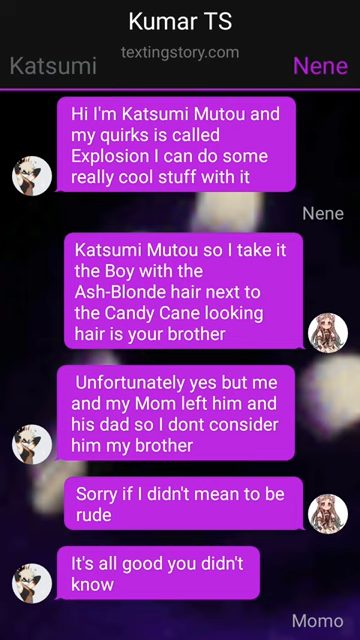 Kumar TS
textingstory.com
Katsumi
Nene
Hi I'm Katsumi Mutou and
my quirks is called
Explosion I can do some
really cool stuff with it
Nene
Katsumi Mutou so I take it
the Boy with the
Ash-Blonde hair next to
the Candy Cane looking
hair is your brother
Unfortunately yes but me
and my Mom left him and
his dad so I dont consider
him my brother
Sorry if I didn't mean to be
rude
It's all good you didn't
know
Momo